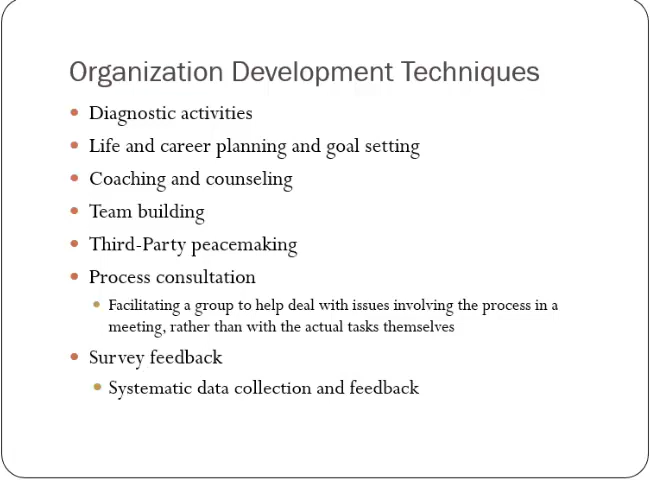 Organization Development Techniques
Diagnostic activities
Life and career planning and goal setting
Coaching and counseling
Team building
Third-Party peacemaking
Process consultation
Facilitating a group to help deal with issues involving the process in a
meeting, rather than with the actual tasks themselves
Survey feedback
Systematic data collection and feedback